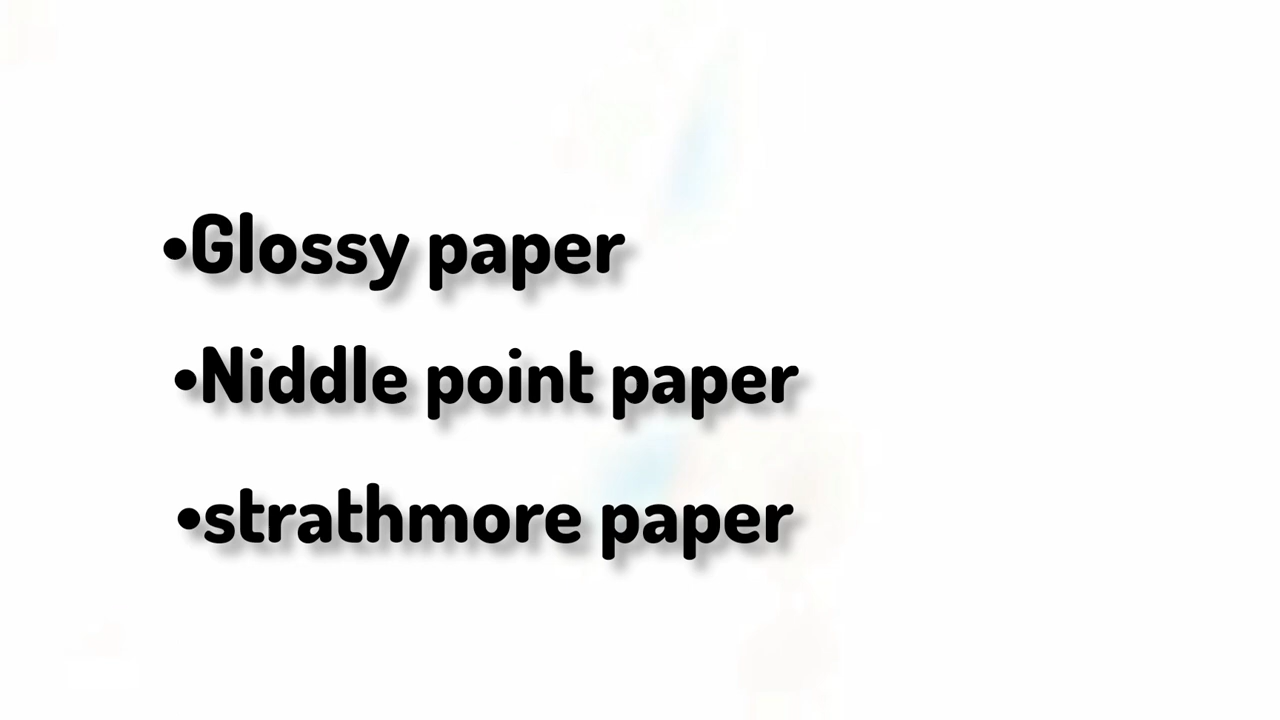 •Glossy paper
•Niddle point paper
•strathmore paper